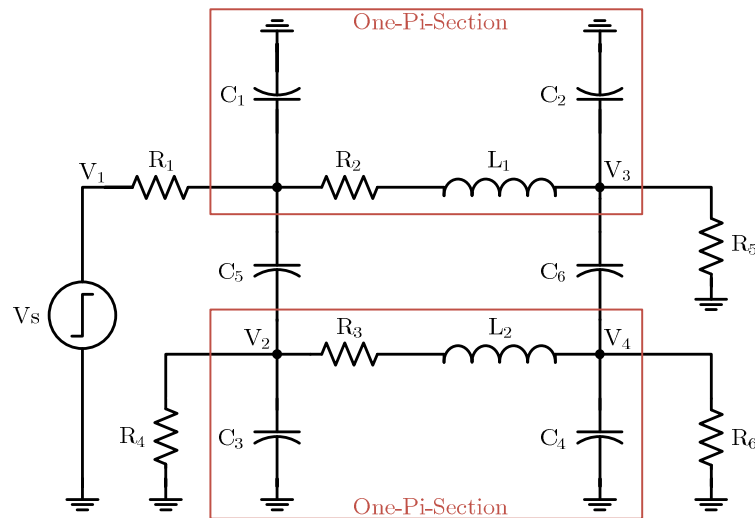 One-Pi-Section
C₁
C₂
V₁
R₁
R₂
L₁
V₃
R₅
C₅
C₆
Vs
V₂
R₃
L₂
V₄
R₄
C₃
C₄
R₆
One-Pi-Section